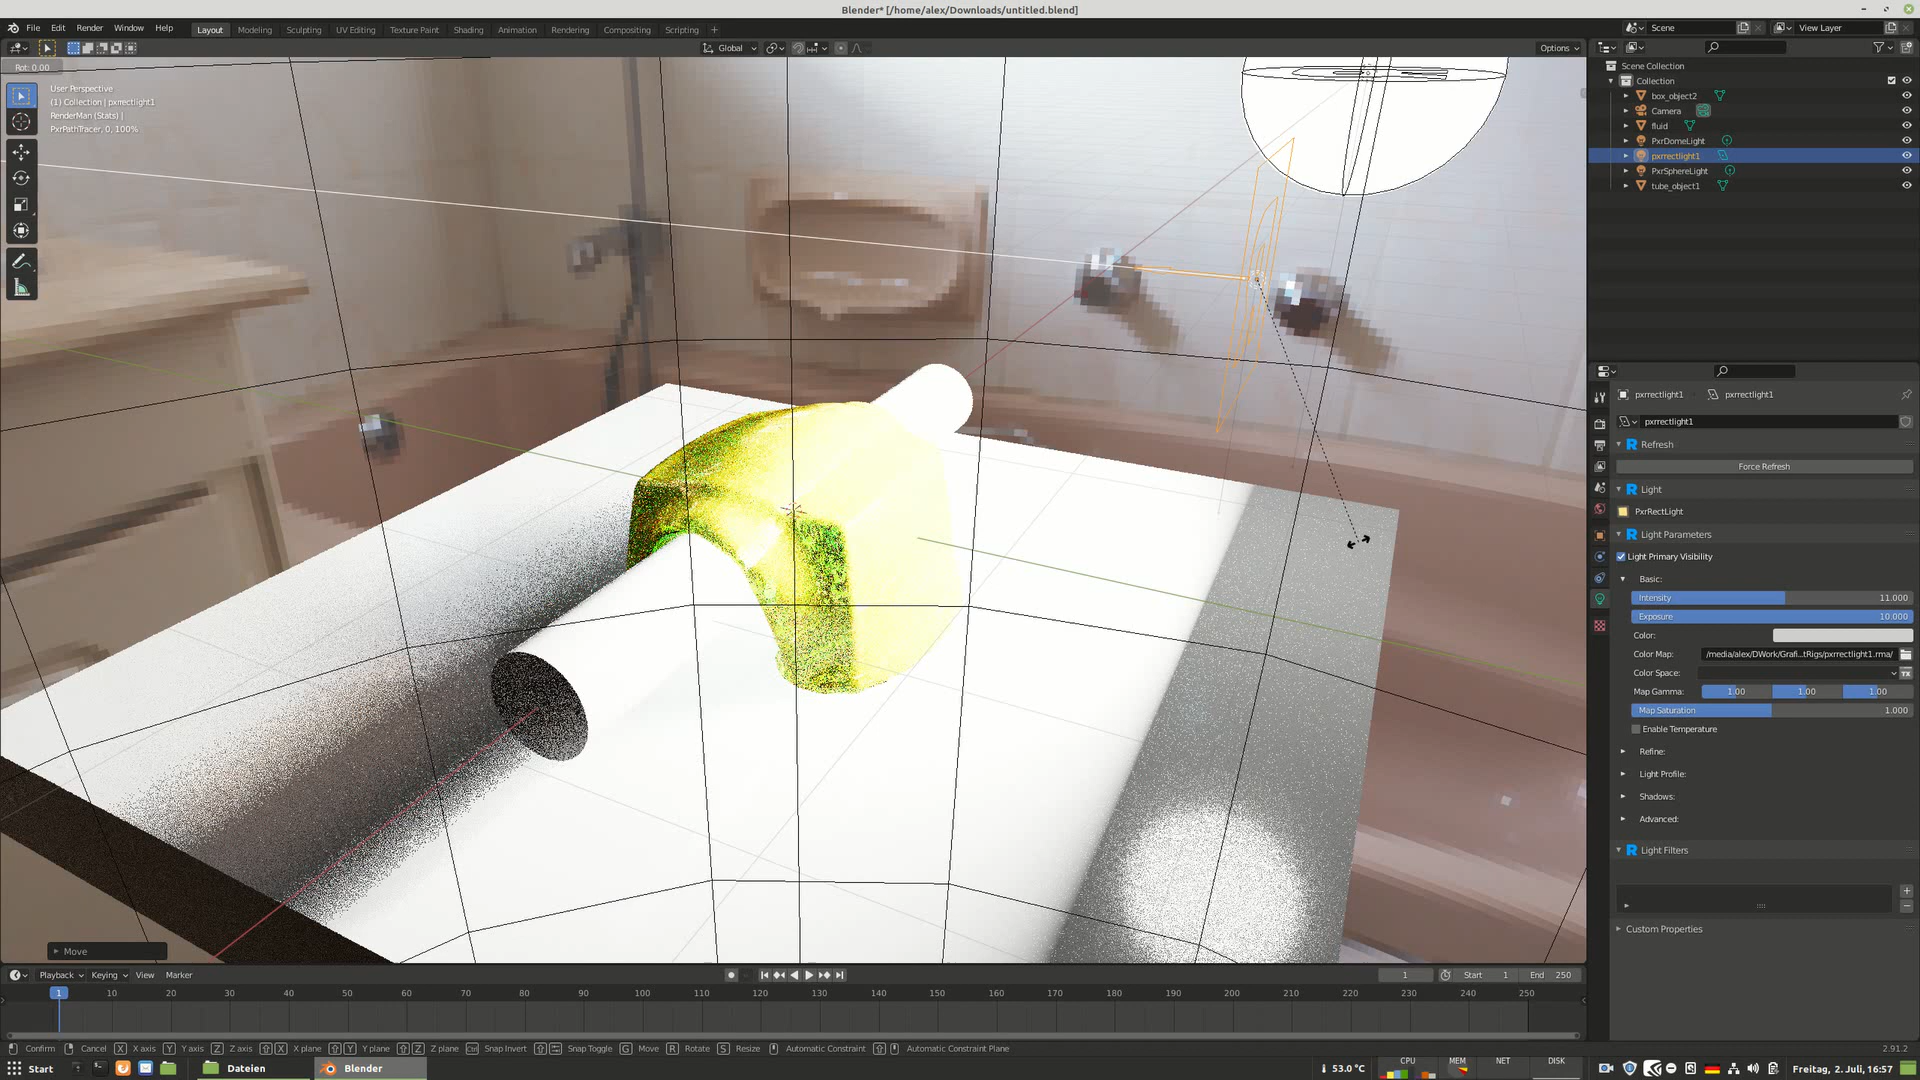 Blender* [/home/alex/Downloads/untitled.blend]
File Edit Render Window Help Layout Modeling Sculpting UV Editing Texture Paint Shading Animation Rendering Compositing Scripting + Scene View Layer
Global Options
Rot: 0.00
User Perspective
(1) Collection | pxrrectlight1
RenderMan (Stats) |
PxrPathTracer, 0, 100%
Scene Collection
Collection
box_object2
Camera
fluid
PxrDomeLight
pxrrectlight1
PxrSphereLight
tube_object1
pxrrectlight1 pxrrectlight1
pxrrectlight1
Refresh
Force Refresh
Light
PxrRectLight
Light Parameters
Light Primary Visibility
Basic:
Intensity 11.000
Exposure 10.000
Color:
Color Map: /media/alex/DWork/Grafi...tRigs/pxrrectlight1.rma/
Color Space: TX
Map Gamma: 1.00 1.00 1.00
Map Saturation 1.000
Enable Temperature
Refine:
Light Profile:
Shadows:
Advanced:
Light Filters
Custom Properties
Move
Playback Keying View Marker 1 Start 1 End 250
1 10 20 30 40 50 60 70 80 90 100 110 120 130 140 150 160 170 180 190 200 210 220 230 240 250
Confirm Cancel X X axis Y Y axis Z Z axis X X plane Y Y plane Z Z plane Ctrl Snap Invert Snap Toggle G Move R Rotate S Resize Automatic Constraint Automatic Constraint Plane 2.91.2
Start Dateien Blender 53.0 °C CPU MEM NET DISK Freitag, 2. Juli, 16:57